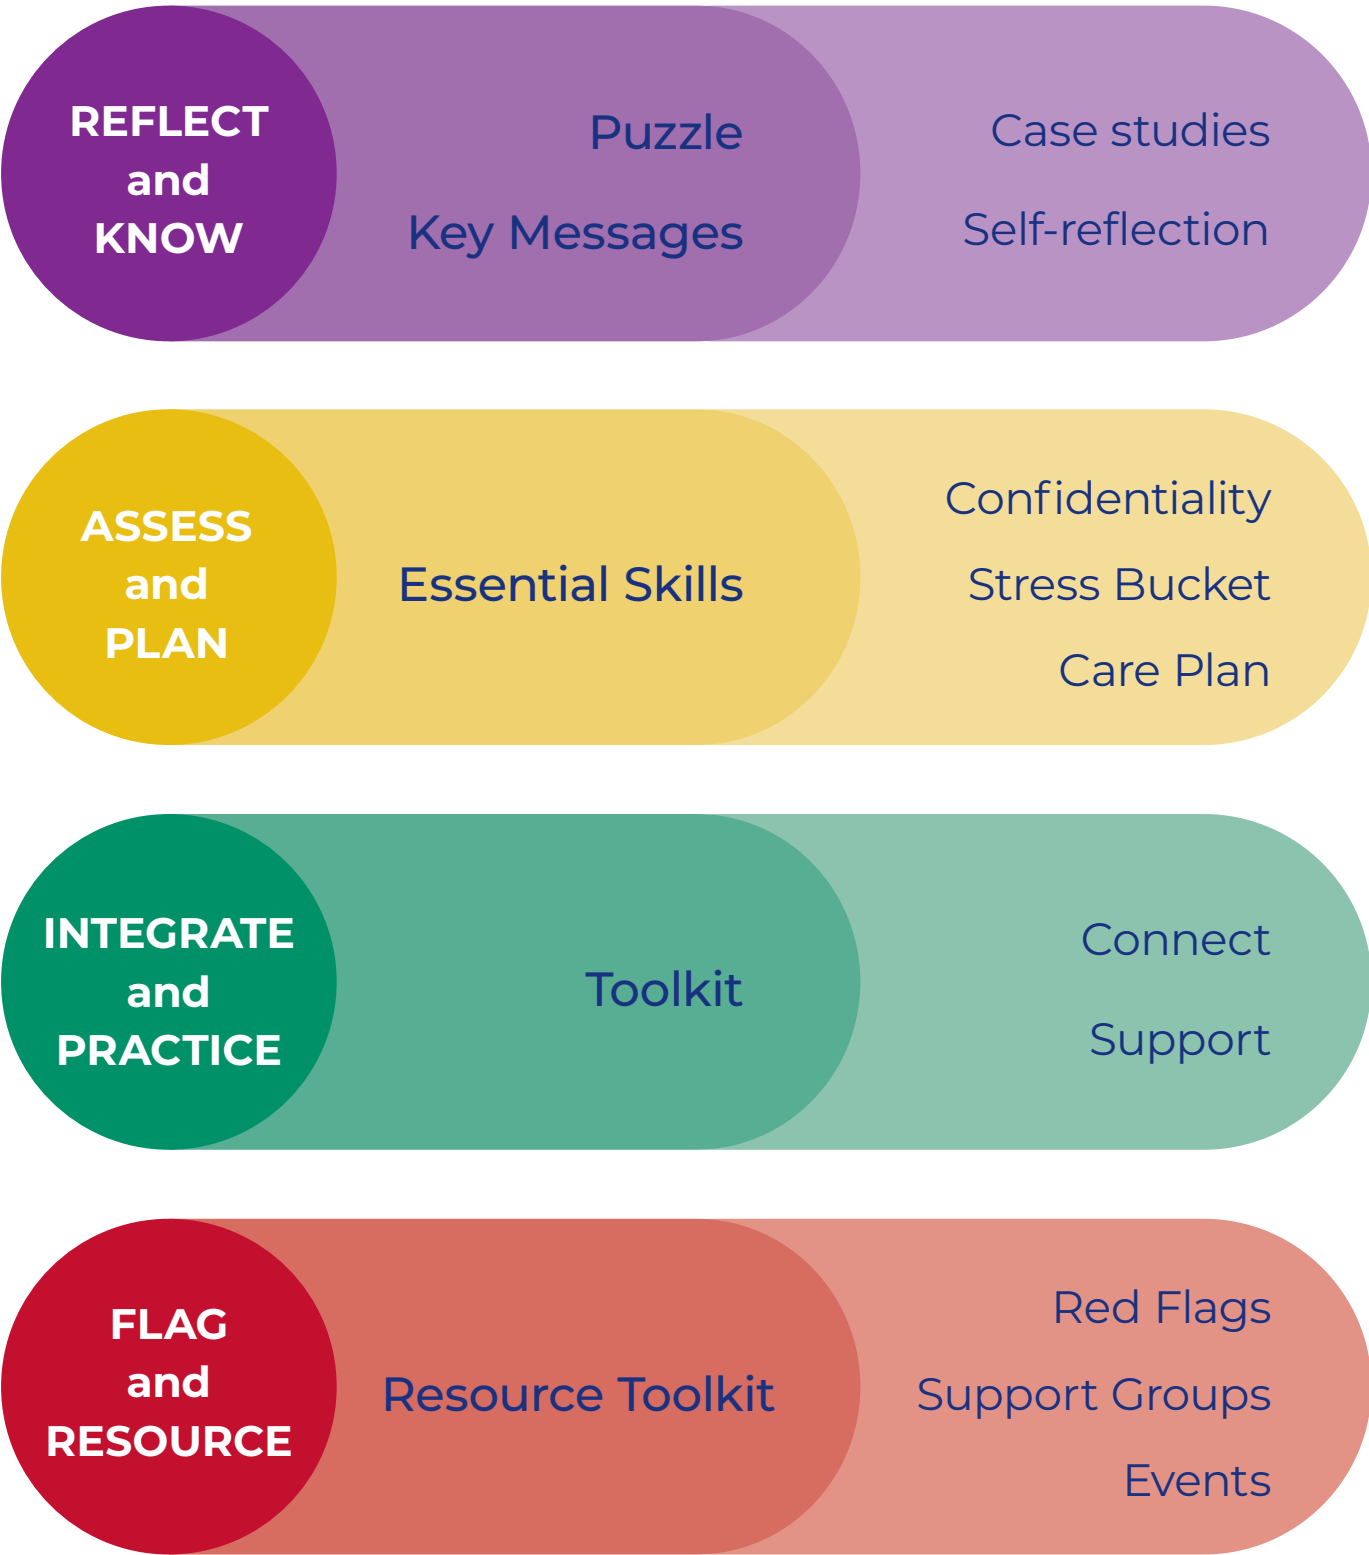 REFLECT
and
KNOW
Puzzle
Key Messages
Case studies
Self-reflection
ASSESS
and
PLAN
Essential Skills
Confidentiality
Stress Bucket
Care Plan
INTEGRATE
and
PRACTICE
Toolkit
Connect
Support
FLAG
and
RESOURCE
Resource Toolkit
Red Flags
Support Groups
Events